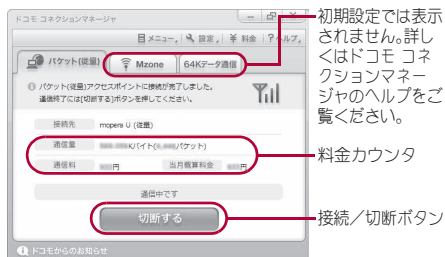 ドコモ コネクションマネージャ
メニュー 設定 料金 ヘルプ
パケット(従量) Mzone 64Kデータ通信
パケット(従量)アクセスポイントに接続が完了しました。
通信終了には[切断する]ボタンを押してください。
接続先 mopera U (従量)
通信量 Kバイト( パケット)
通信料 円 当月概算料金 円
通信中です
切断する
ドコモからのお知らせ
初期設定では表示
されません。詳し
くはドコモ コネ
クションマネー
ジャのヘルプをご
覧ください。
料金カウンタ
接続／切断ボタン